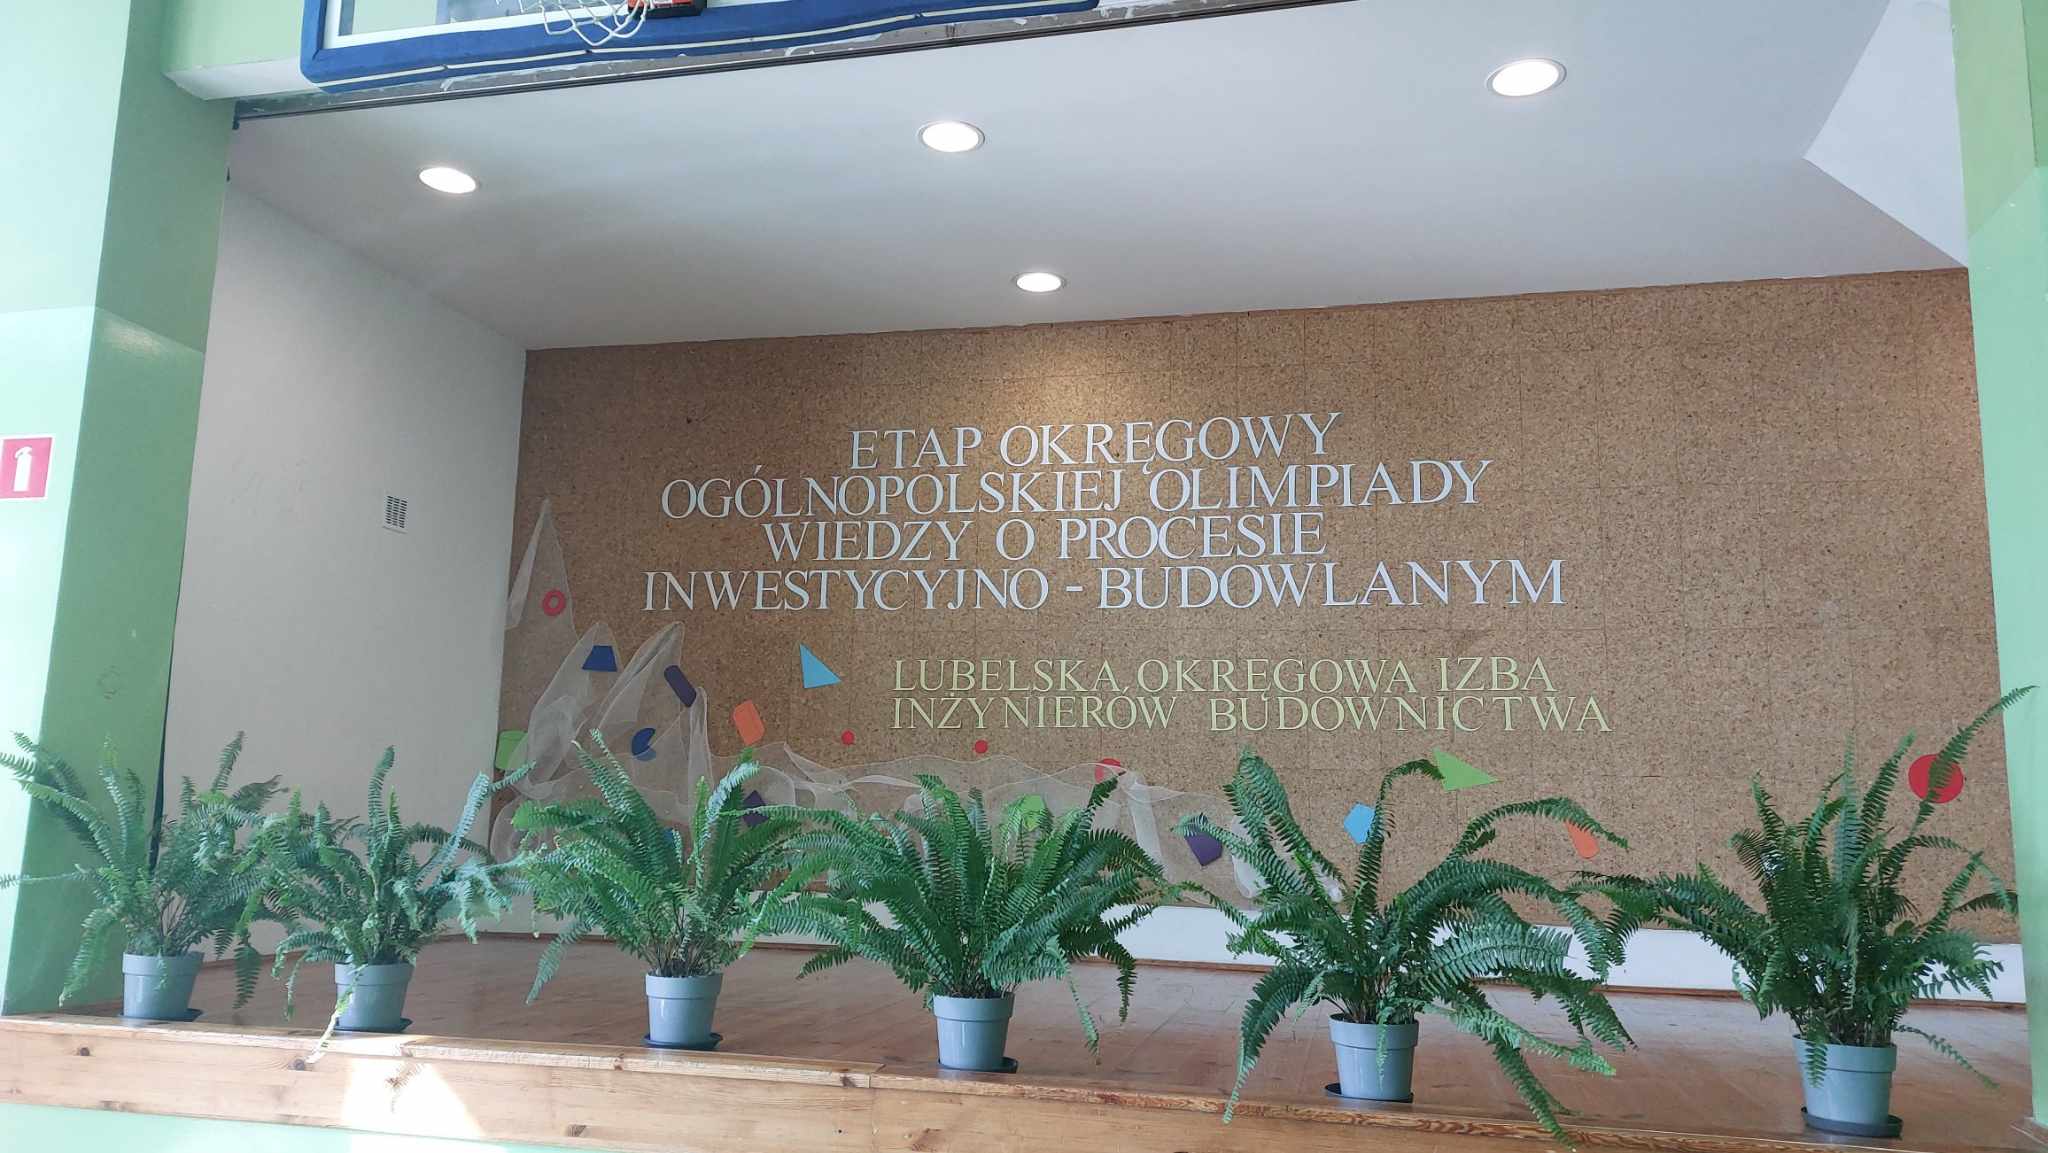 ETAP OKRĘGOWY
OGÓLNOPOLSKIEJ OLIMPIADY
WIEDZY O PROCESIE
INWESTYCYJNO - BUDOWLANYM
LUBELSKA OKRĘGOWA IZBA
INŻYNIERÓW BUDOWNICTWA